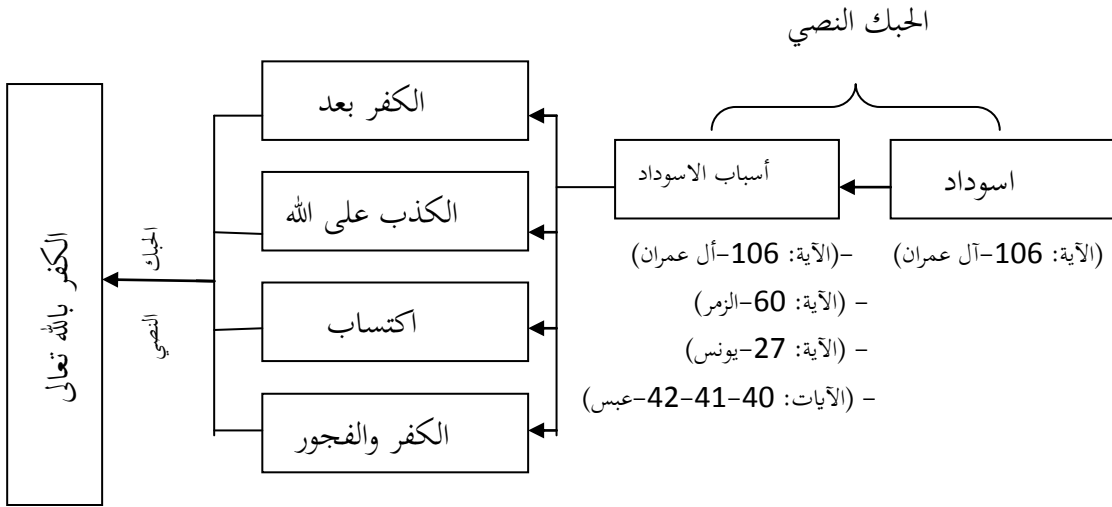 الحبك النصي
اسوداد
أسباب الاسوداد
(الآية: 106-آل عمران)
-(الآية: 106-أل عمران)
- (الآية: 60-الزمر)
- (الآية: 27-يونس)
- (الآيات: 40-41-42-عبس)
الكفر بعد
الكذب على الله
اكتساب
الكفر والفجور
الحبك
النصي
الكفر بالله تعالى